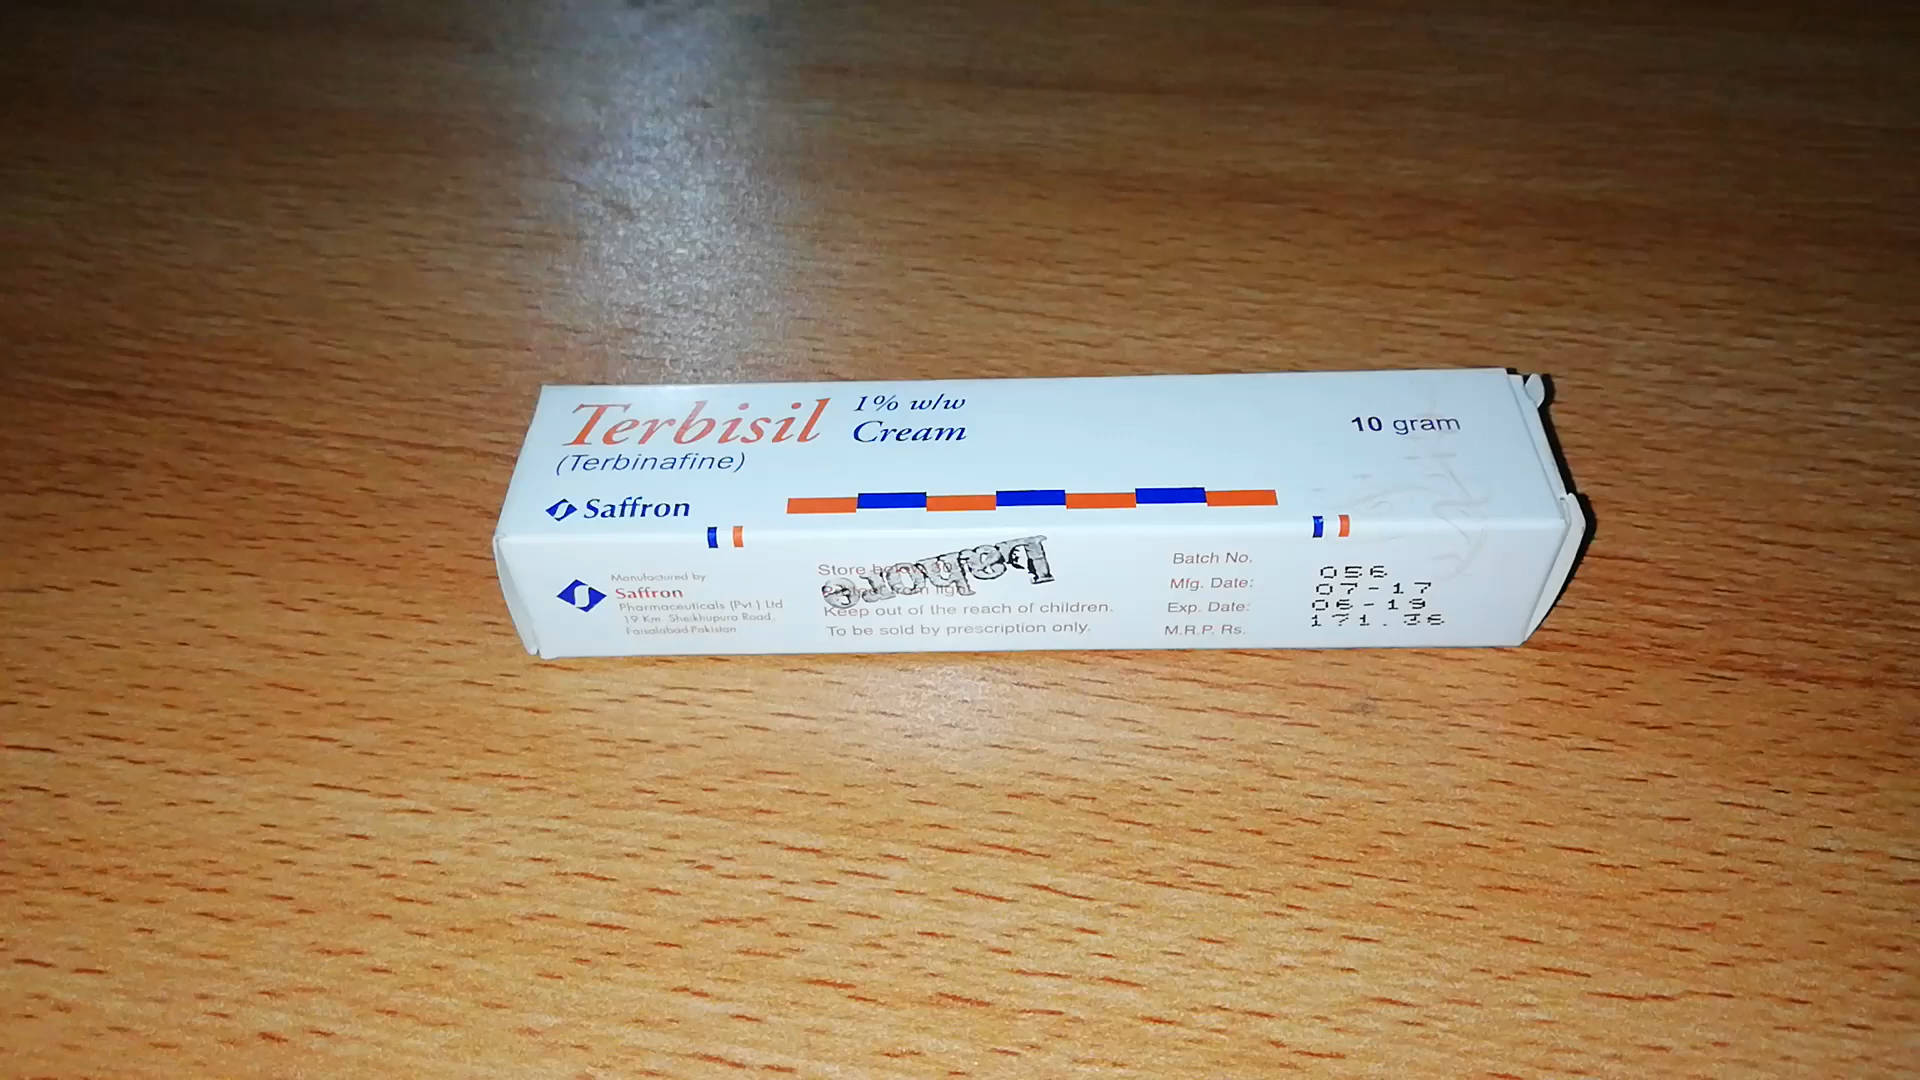 Terbisil 1% w/w
Cream
(Terbinafine)
10 gram
Saffron
Manufactured by
Saffron
Pharmaceuticals (Pvt.) Ltd
19 Km. Sheikhupura Road,
Faisalabad-Pakistan
Store below 30
from light
Keep out of the reach of children.
To be sold by prescription only.
Lahore
Batch No. 056
Mfg. Date: 07-17
Exp. Date: 06-19
M.R.P. Rs. 171.36